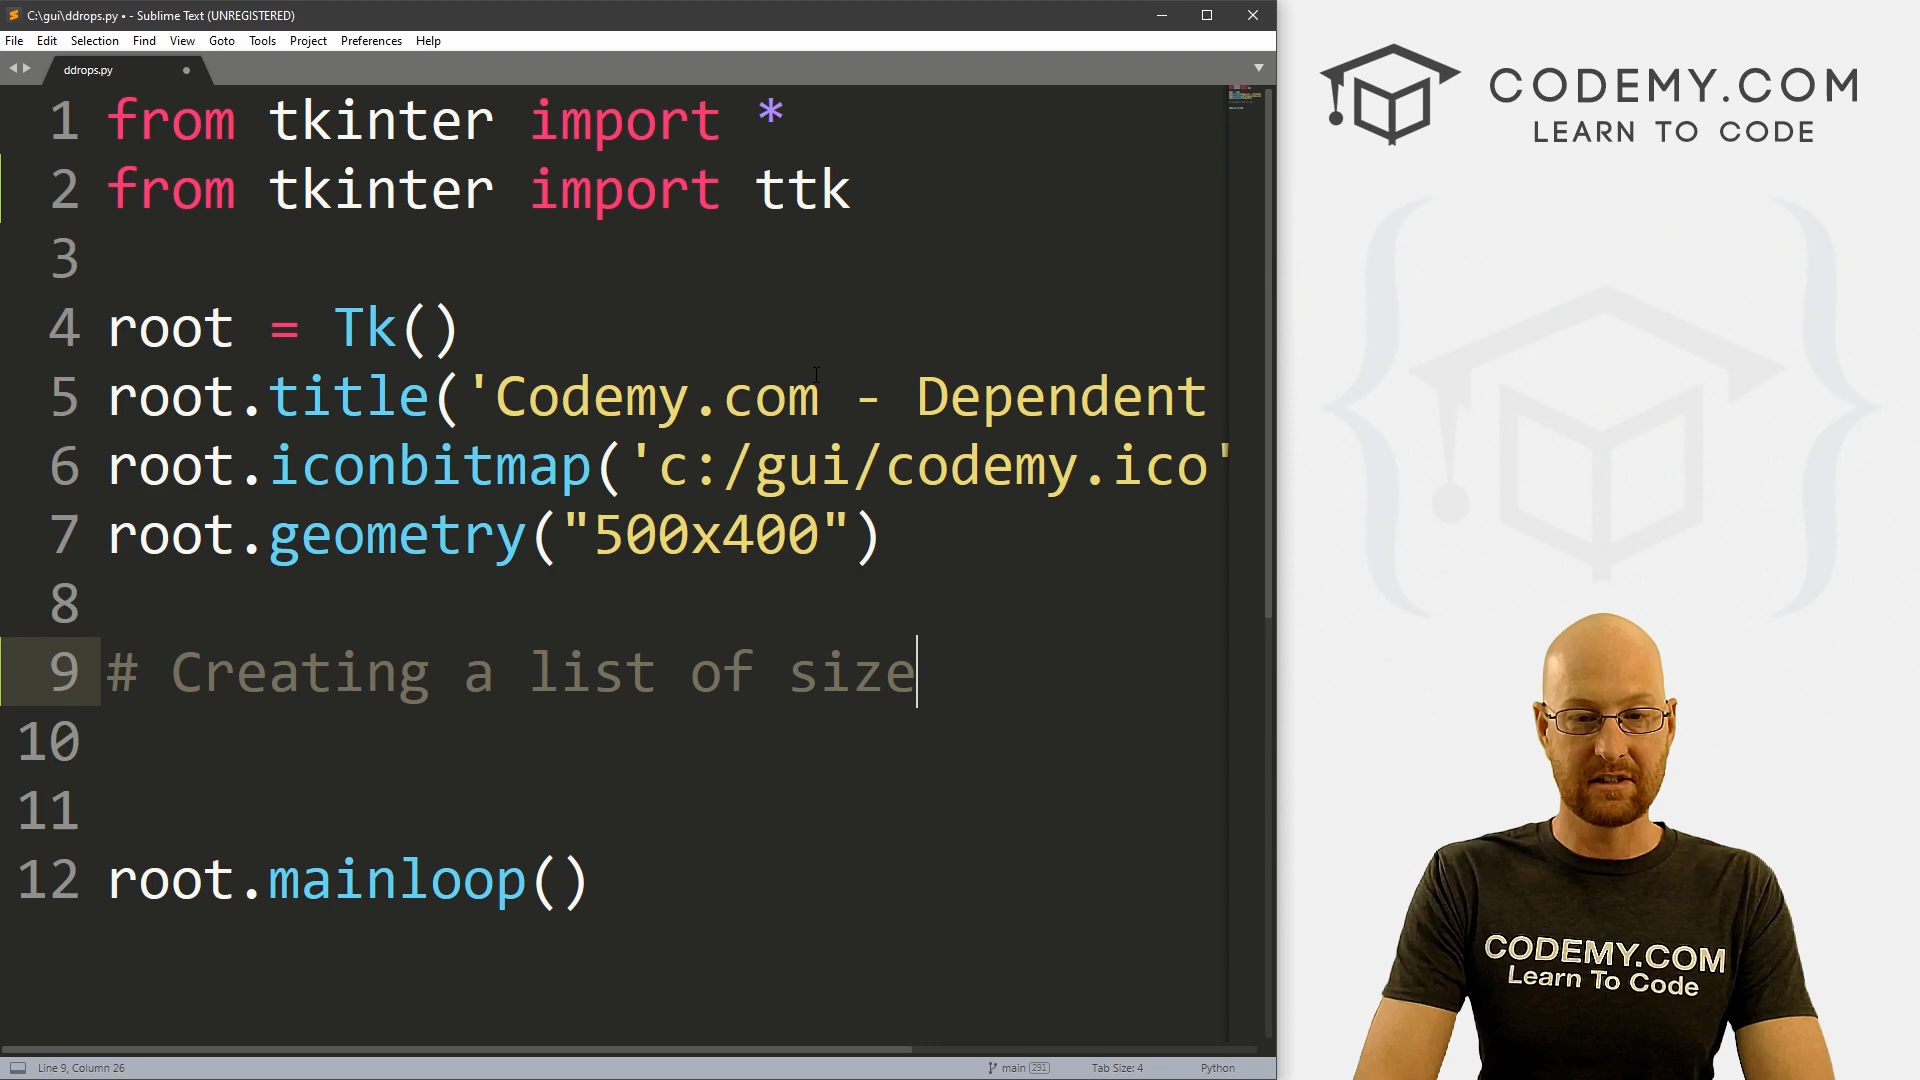 C:\gui\ddrops.py • - Sublime Text (UNREGISTERED)
File Edit Selection Find View Goto Tools Project Preferences Help
ddrops.py
1 from tkinter import *
2 from tkinter import ttk
3
4 root = Tk()
5 root.title('Codemy.com - Dependent
6 root.iconbitmap('c:/gui/codemy.ico'
7 root.geometry("500x400")
8
9 # Creating a list of size
10
11
12 root.mainloop()
Line 9, Column 26 main 291 Tab Size: 4 Python
CODEMY.COM
LEARN TO CODE
CODEMY.COM
Learn To Code